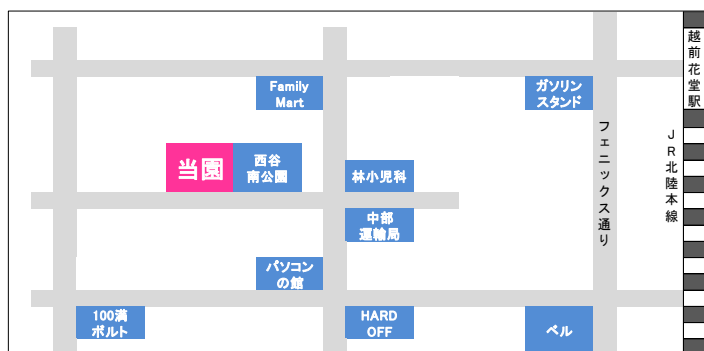 越前花堂駅
Family
Mart
ガソリン
スタンド
フェニックス通り
JR北陸本線
当園
西谷
南公園
林小児科
中部
運輸局
パソコン
の館
100満
ボルト
HARD
OFF
ベル